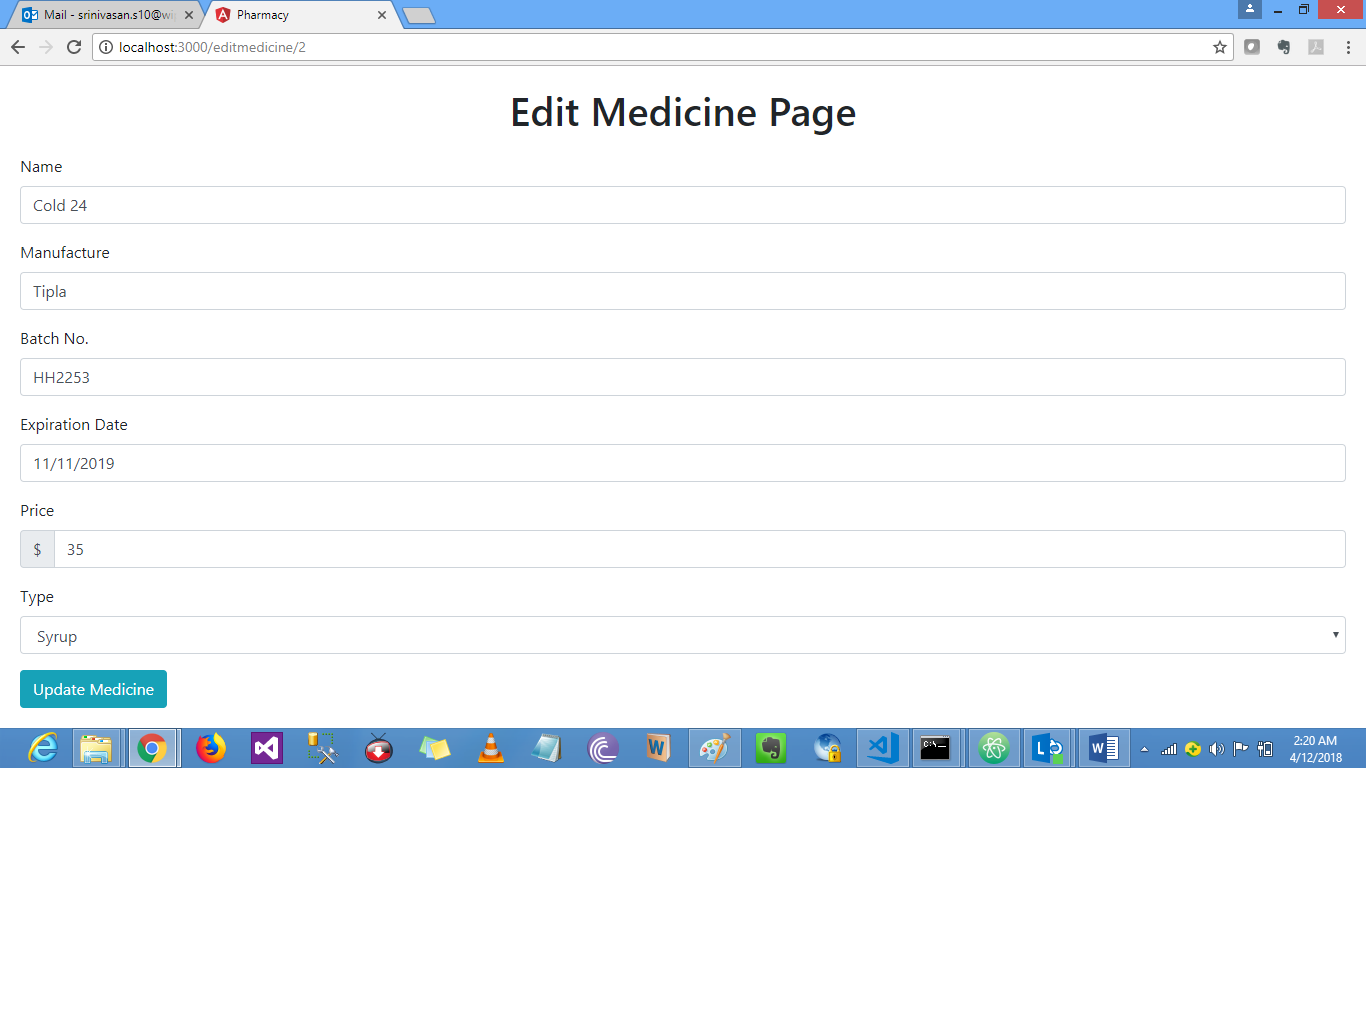 Mail - srinivasan.s10@wi
Pharmacy
localhost:3000/editmedicine/2
Edit Medicine Page
Name
Cold 24
Manufacture
Tipla
Batch No.
HH2253
Expiration Date
11/11/2019
Price
$ 35
Type
Syrup
Update Medicine
2:20 AM
4/12/2018